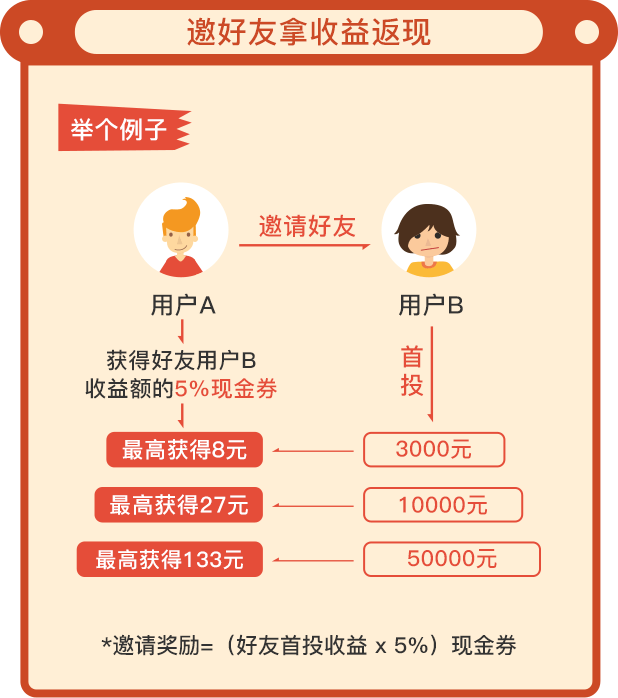 邀好友拿收益返现
举个例子
邀请好友
用户A
用户B
获得好友用户B
收益额的5%现金券
首投
最高获得8元
3000元
最高获得27元
10000元
最高获得133元
50000元
*邀请奖励=（好友首投收益 x 5%）现金券